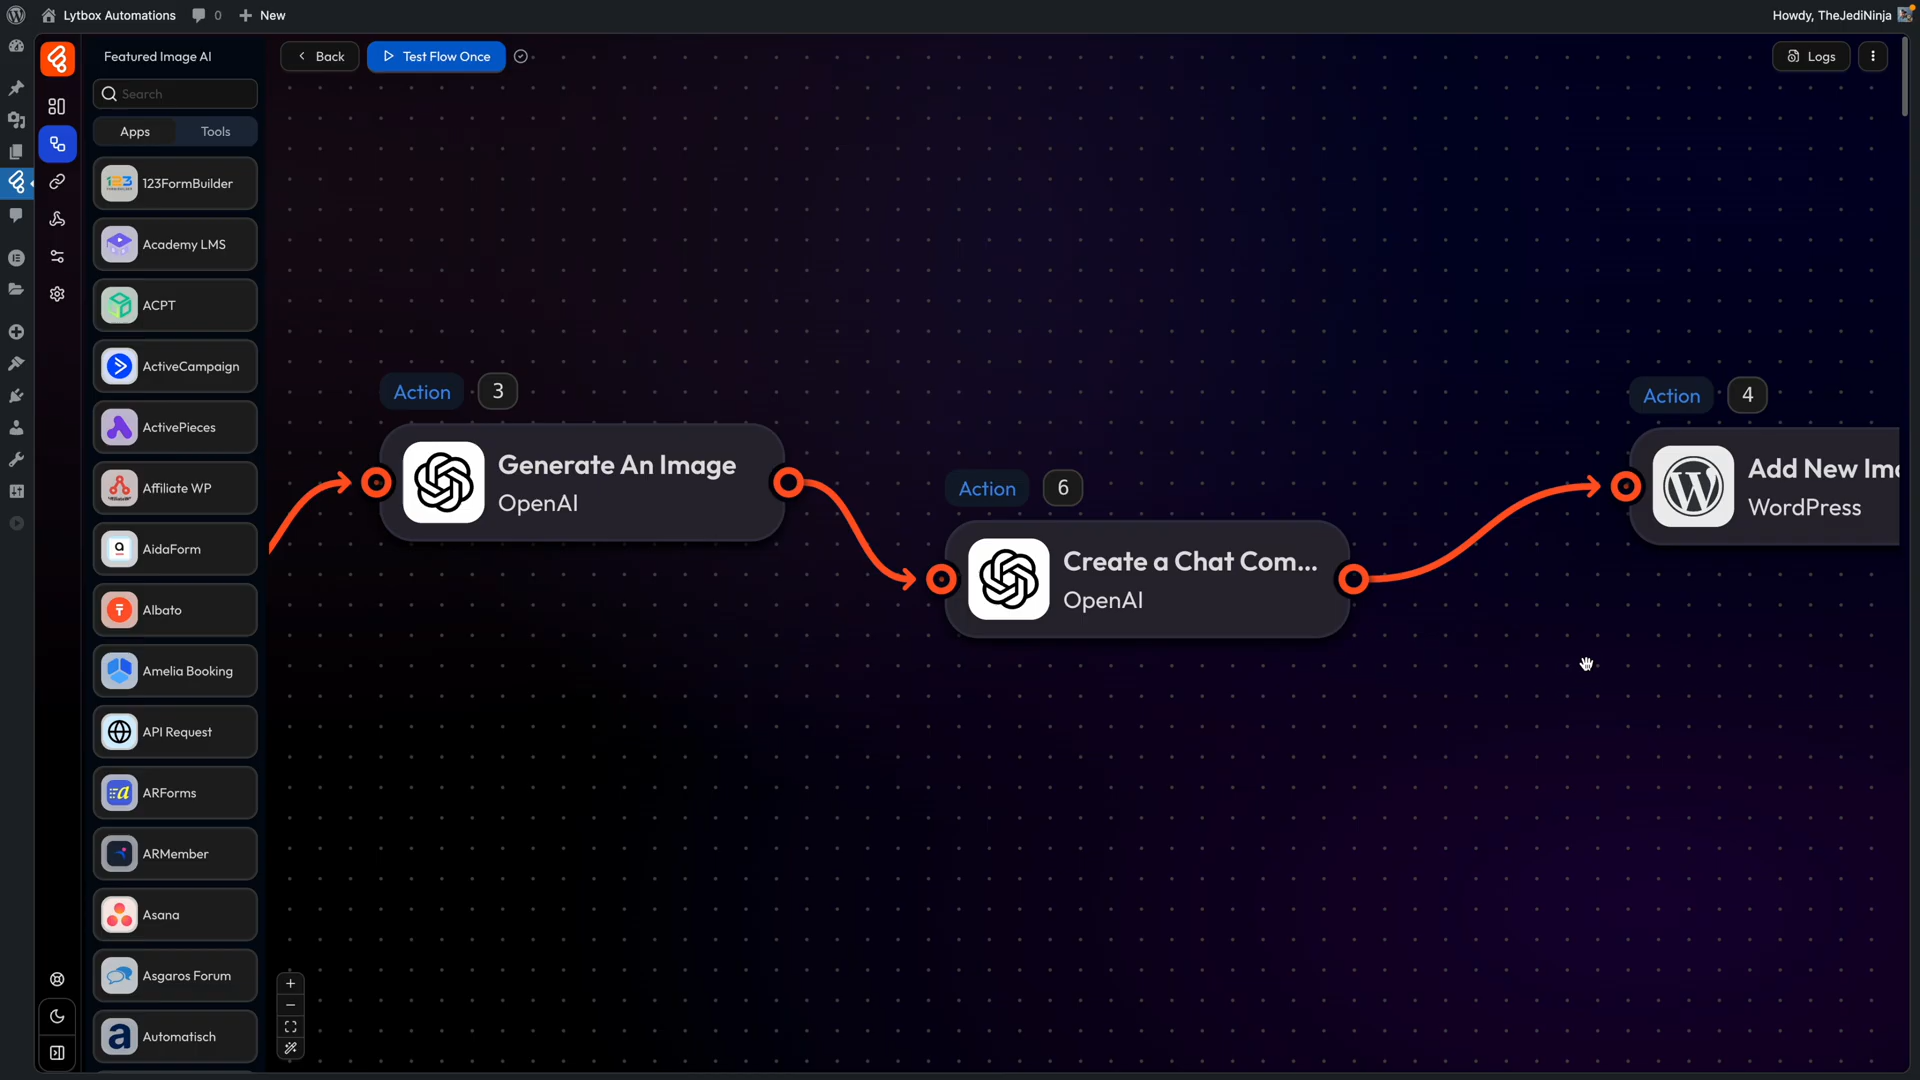 Lytbox Automations
0
New
Howdy, TheJediNinja
Featured Image AI
Back
Test Flow Once
Logs
Search
Apps
Tools
123FormBuilder
Academy LMS
ACPT
ActiveCampaign
ActivePieces
Affiliate WP
AidaForm
Albato
Amelia Booking
API Request
ARForms
ARMember
Asana
Asgaros Forum
Automatisch
Action
3
Generate An Image
OpenAI
Action
6
Create a Chat Com...
OpenAI
Action
4
Add New Ima
WordPress